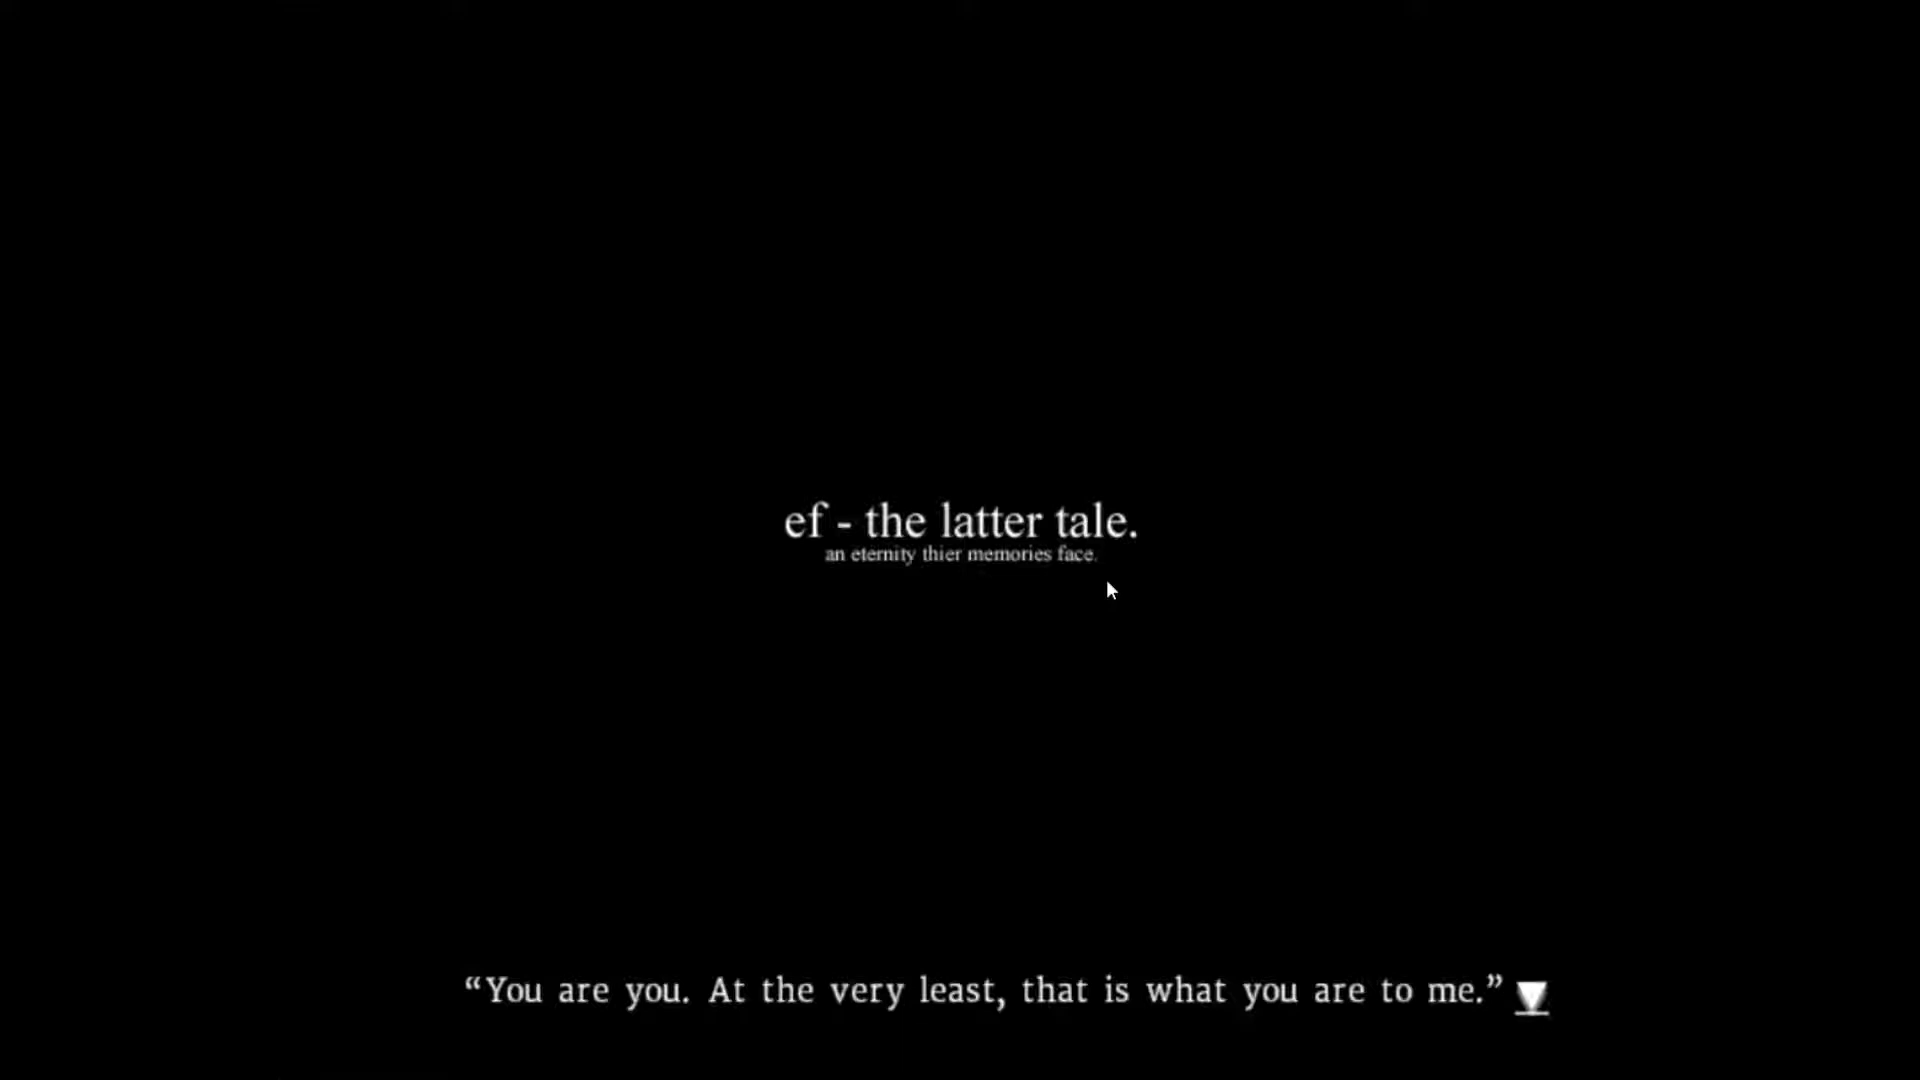 ef - the latter tale.
an eternity thier memories face.
“You are you. At the very least, that is what you are to me.”